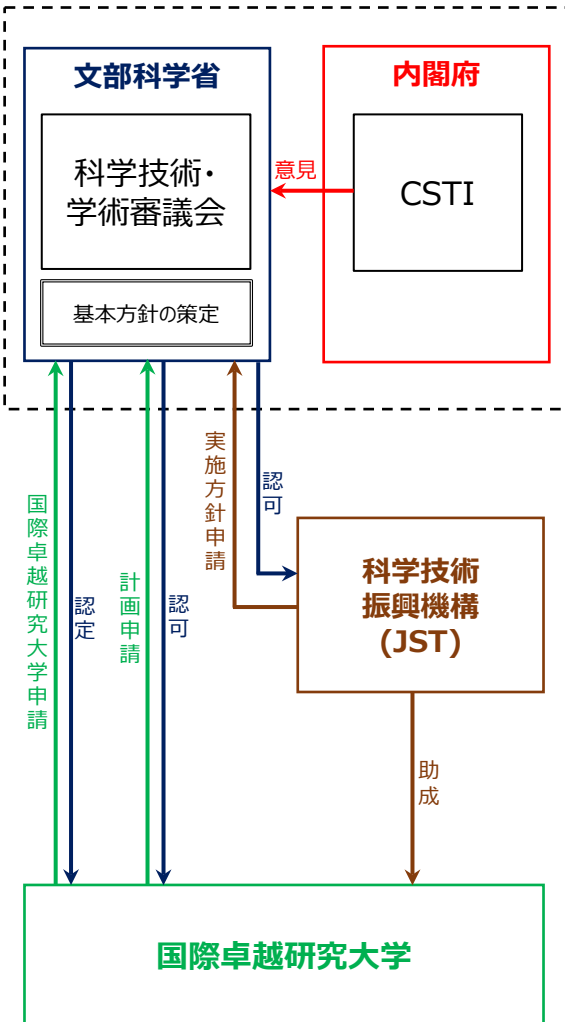 文部科学省
内閣府
科学技術・
学術審議会
意見
CSTI
基本方針の策定
実施方針申請
認可
国際卓越研究大学申請
認定
計画申請
認可
科学技術
振興機構
(JST)
助成
国際卓越研究大学